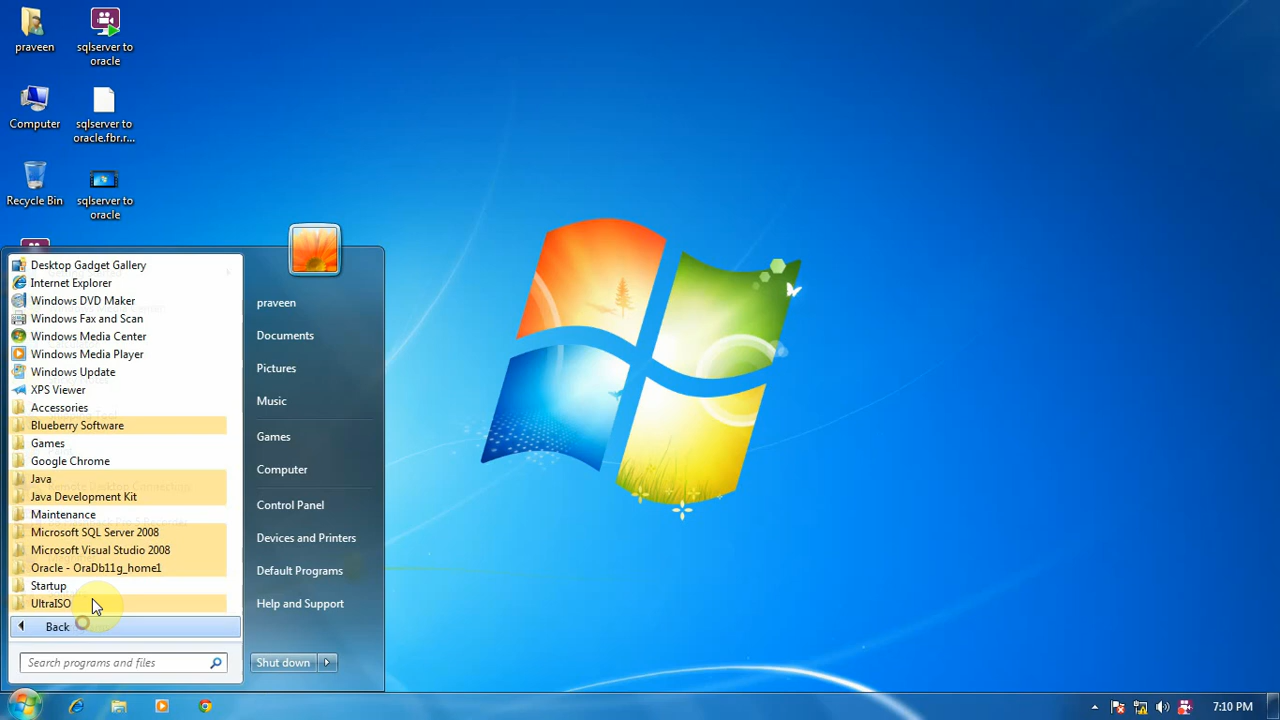 praveen
sqlserver to
oracle
Computer
sqlserver to
oracle.fbr.r...
Recycle Bin
sqlserver to
oracle
Desktop Gadget Gallery
Internet Explorer
Windows DVD Maker
Windows Fax and Scan
Windows Media Center
Windows Media Player
Windows Update
XPS Viewer
Accessories
Blueberry Software
Games
Google Chrome
Java
Java Development Kit
Maintenance
Microsoft SQL Server 2008
Microsoft Visual Studio 2008
Oracle - OraDb11g_home1
Startup
UltraISO
Back
Search programs and files
praveen
Documents
Pictures
Music
Games
Computer
Control Panel
Devices and Printers
Default Programs
Help and Support
Shut down
7:10 PM